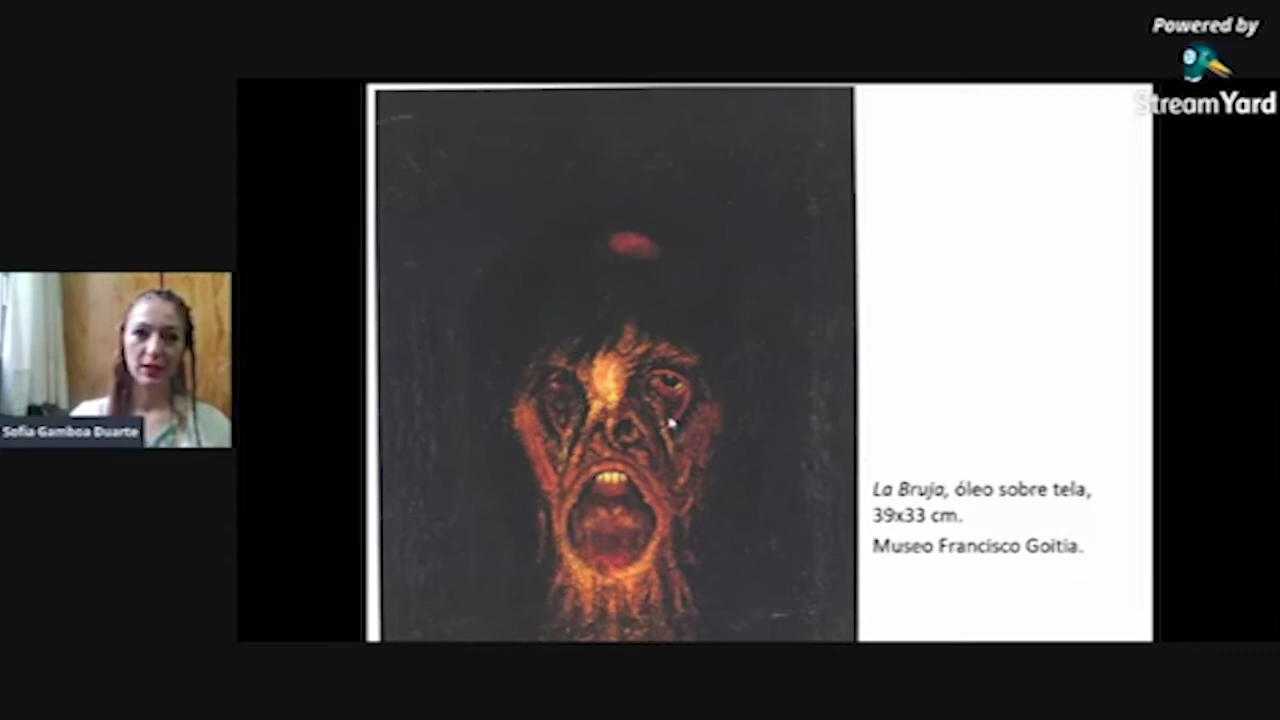 Powered by
StreamYard
Sofía Gamboa Duarte
La Bruja, óleo sobre tela,
39x33 cm.
Museo Francisco Goitia.